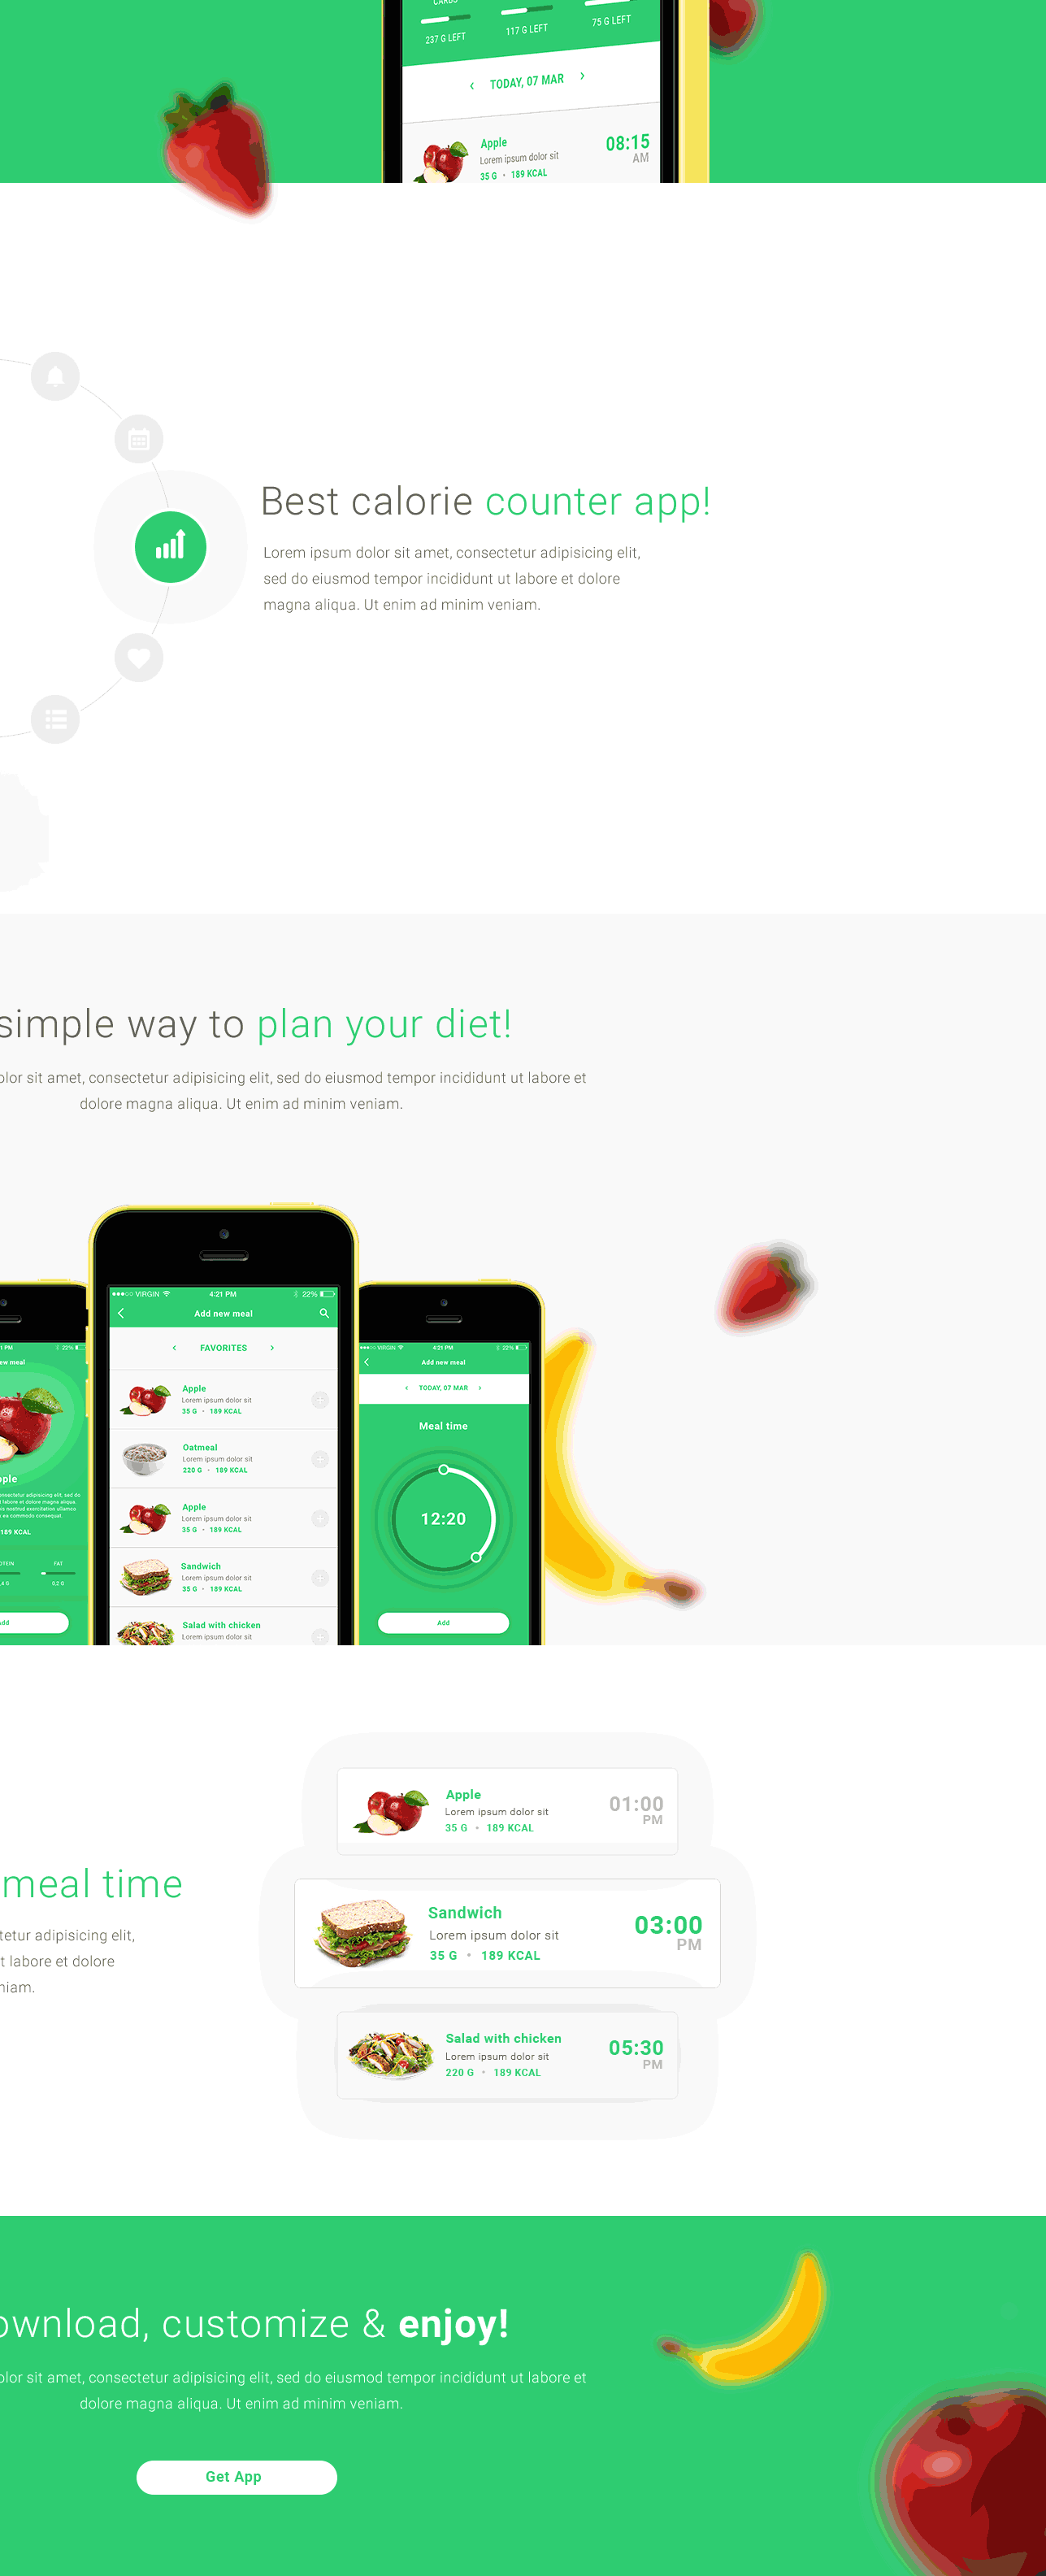 CARBS
237 G LEFT
117 G LEFT
75 G LEFT
TODAY, 07 MAR
Apple
Lorem ipsum dolor sit
35 G • 189 KCAL
08:15
AM
Best calorie counter app!
Lorem ipsum dolor sit amet, consectetur adipisicing elit,
sed do eiusmod tempor incididunt ut labore et dolore
magna aliqua. Ut enim ad minim veniam.
simple way to plan your diet!
olor sit amet, consectetur adipisicing elit, sed do eiusmod tempor incididunt ut labore et
dolore magna aliqua. Ut enim ad minim veniam.
1 PM 22%
ew meal
ple
onsectetur adipisicing elit, sed do
t labore et dolore magna aliqua.
is nostrud exercitation ullamco
ex ea commodo consequat.
189 KCAL
OTEIN FAT
,4 G 0,2 G
dd
VIRGIN 4:21 PM 22%
Add new meal
FAVORITES
Apple
Lorem ipsum dolor sit
35 G • 189 KCAL
Oatmeal
Lorem ipsum dolor sit
220 G • 189 KCAL
Apple
Lorem ipsum dolor sit
35 G • 189 KCAL
Sandwich
Lorem ipsum dolor sit
35 G • 189 KCAL
Salad with chicken
Lorem ipsum dolor sit
VIRGIN 4:21 PM 22%
Add new meal
TODAY, 07 MAR
Meal time
12:20
Add
meal time
tetur adipisicing elit,
t labore et dolore
niam.
Apple
Lorem ipsum dolor sit
35 G • 189 KCAL
01:00
PM
Sandwich
Lorem ipsum dolor sit
35 G • 189 KCAL
03:00
PM
Salad with chicken
Lorem ipsum dolor sit
220 G • 189 KCAL
05:30
PM
ownload, customize & enjoy!
olor sit amet, consectetur adipisicing elit, sed do eiusmod tempor incididunt ut labore et
dolore magna aliqua. Ut enim ad minim veniam.
Get App